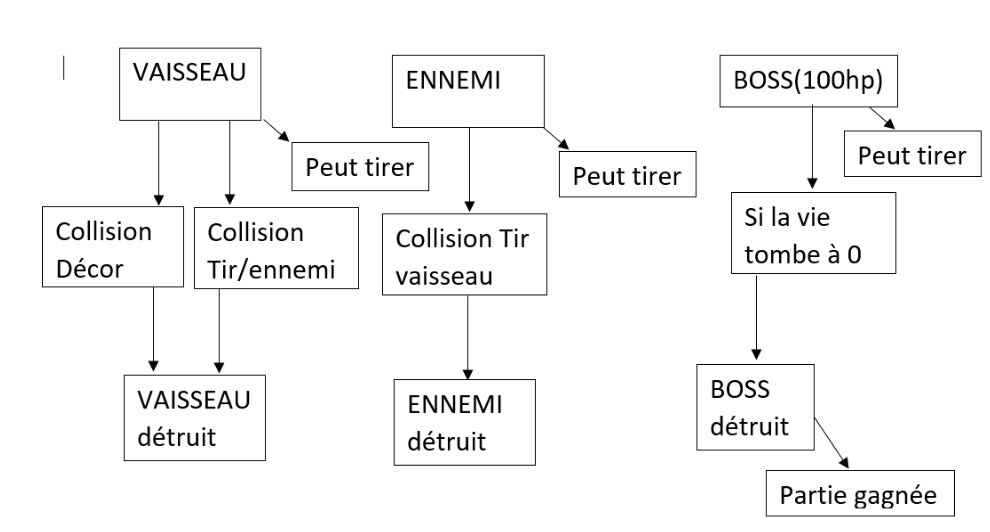 VAISSEAU
ENNEMI
BOSS(100hp)
Peut tirer
Peut tirer
Peut tirer
Collision
Décor
Collision
Tir/ennemi
Collision Tir
vaisseau
Si la vie
tombe à 0
VAISSEAU
détruit
ENNEMI
détruit
BOSS
détruit
Partie gagnée